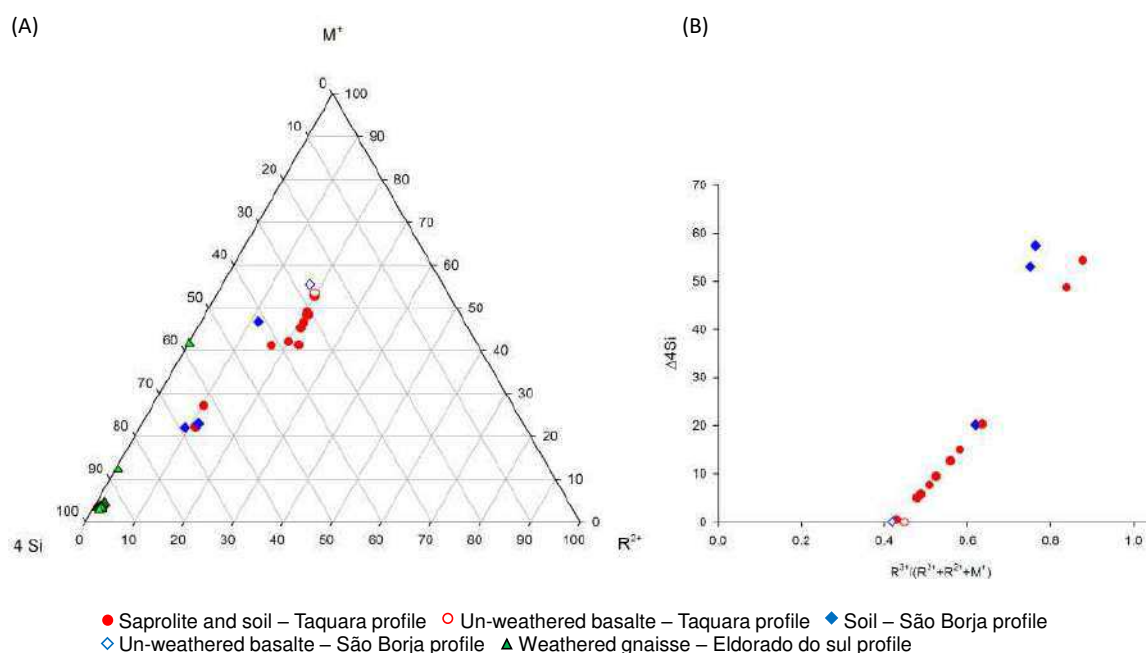 (A)
(B)
M⁺
0
100
10
90
20
80
30
70
40
60
50
50
60
40
70
30
80
20
90
10
100
0
0 10 20 30 40 50 60 70 80 90 100
4 Si
R²⁺
70
60
50
40
30
20
10
0
Δ4Si
0.0 0.2 0.4 0.6 0.8 1.0
R³⁺/(R³⁺+R²⁺+M⁺)
Saprolite and soil – Taquara profile Un-weathered basalte – Taquara profile Soil – São Borja profile
Un-weathered basalte – São Borja profile Weathered gnaisse – Eldorado do sul profile